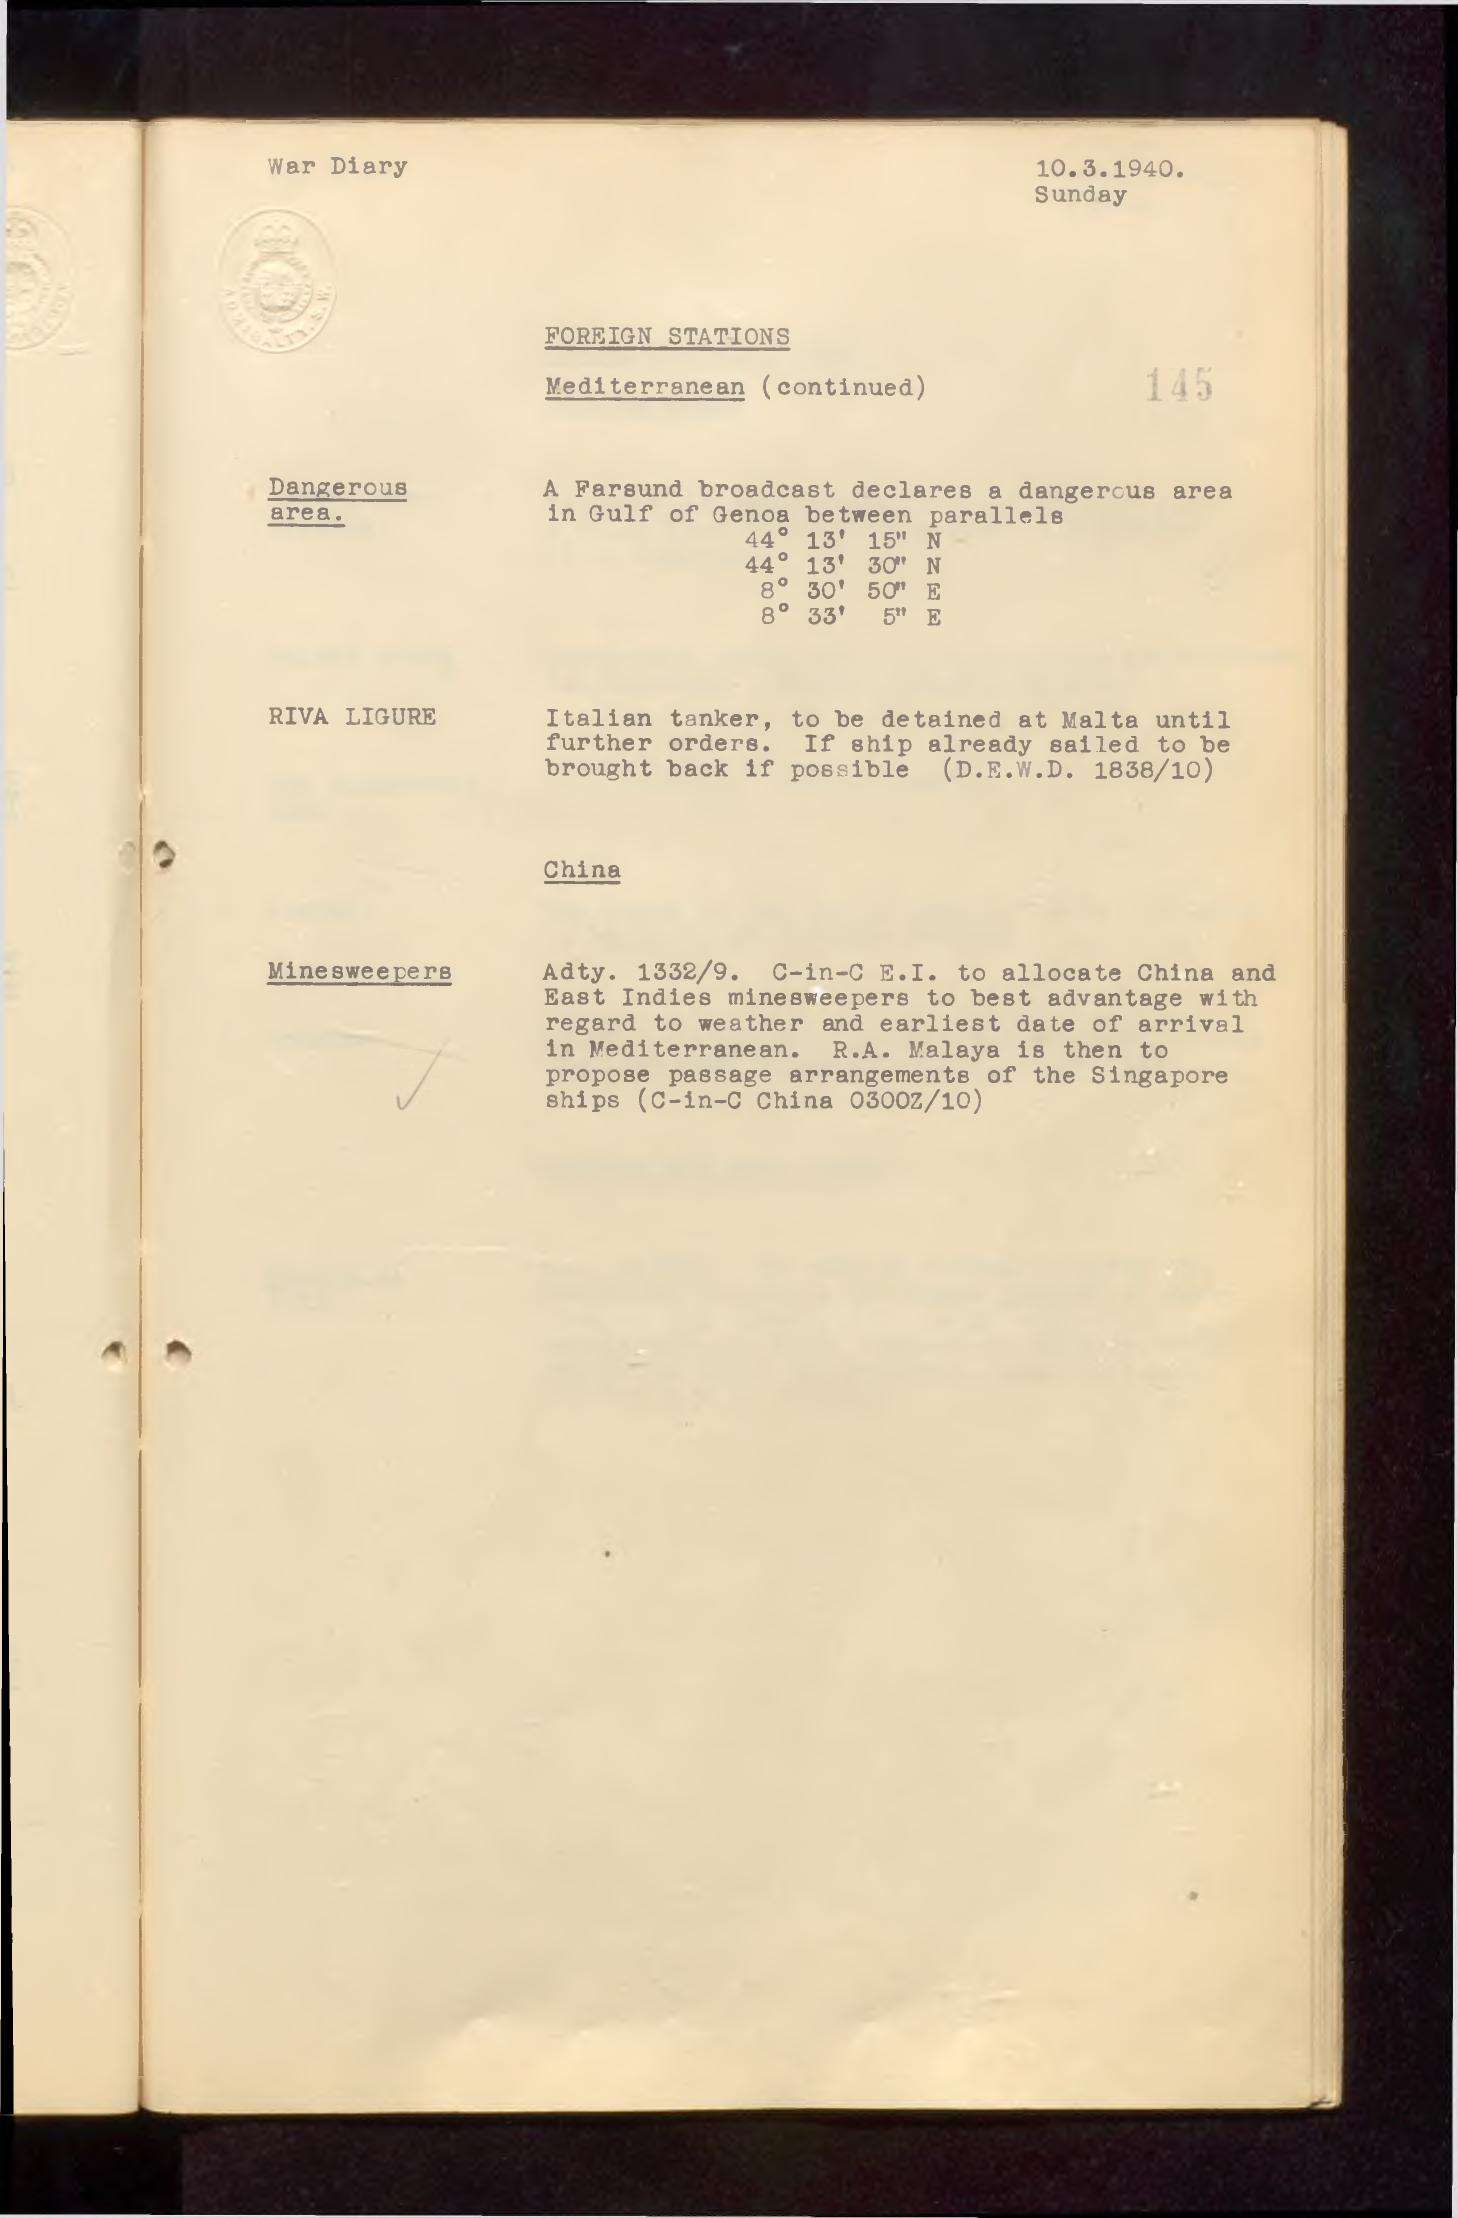 War Diary
10.3.1940.
Sunday
ADMIRALTY. S.W.
FOREIGN STATIONS
Mediterranean (continued)
145
Dangerous
area.
A Farsund broadcast declares a dangerous area
in Gulf of Genoa between parallels
44° 13' 15" N
44° 13' 30" N
8° 30' 50" E
8° 33' 5" E
RIVA LIGURE
Italian tanker, to be detained at Malta until
further orders. If ship already sailed to be
brought back if possible (D.E.W.D. 1838/10)
China
Minesweepers
Adty. 1332/9. C-in-C E.I. to allocate China and
East Indies minesweepers to best advantage with
regard to weather and earliest date of arrival
in Mediterranean. R.A. Malaya is then to
propose passage arrangements of the Singapore
ships (C-in-C China 0300Z/10)